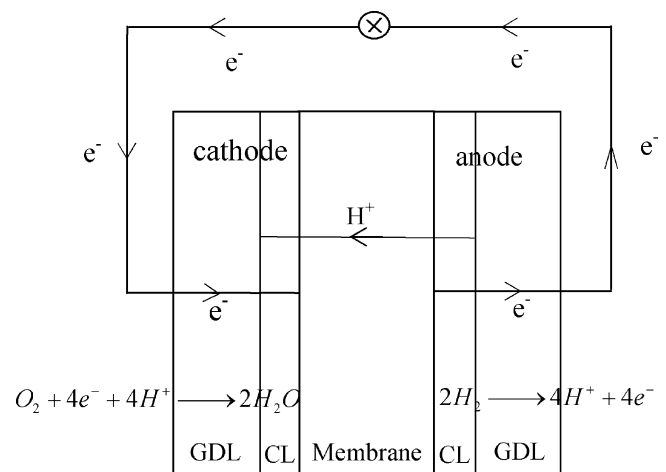 e⁻ e⁻
cathode anode
e⁻ e⁻
H⁺
e⁻ e⁻
O₂ + 4e⁻ + 4H⁺ ⟶ 2H₂O 2H₂ ⟶ 4H⁺ + 4e⁻
GDL CL Membrane CL GDL